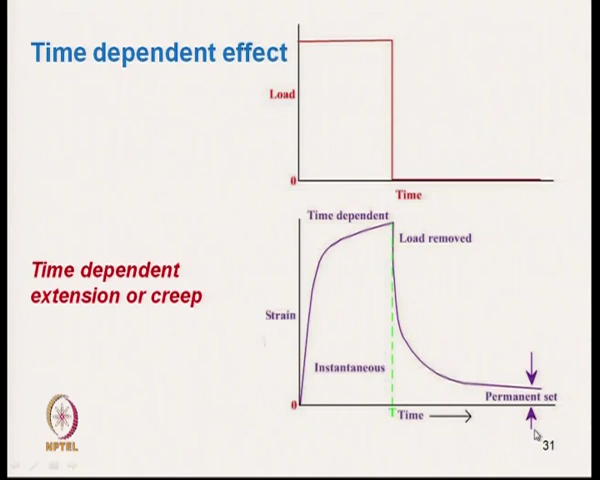 Time dependent effect
Load
0
Time
Time dependent
Load removed
Time dependent
extension or creep
Strain
Instantaneous
Permanent set
0
T Time
NPTEL
31